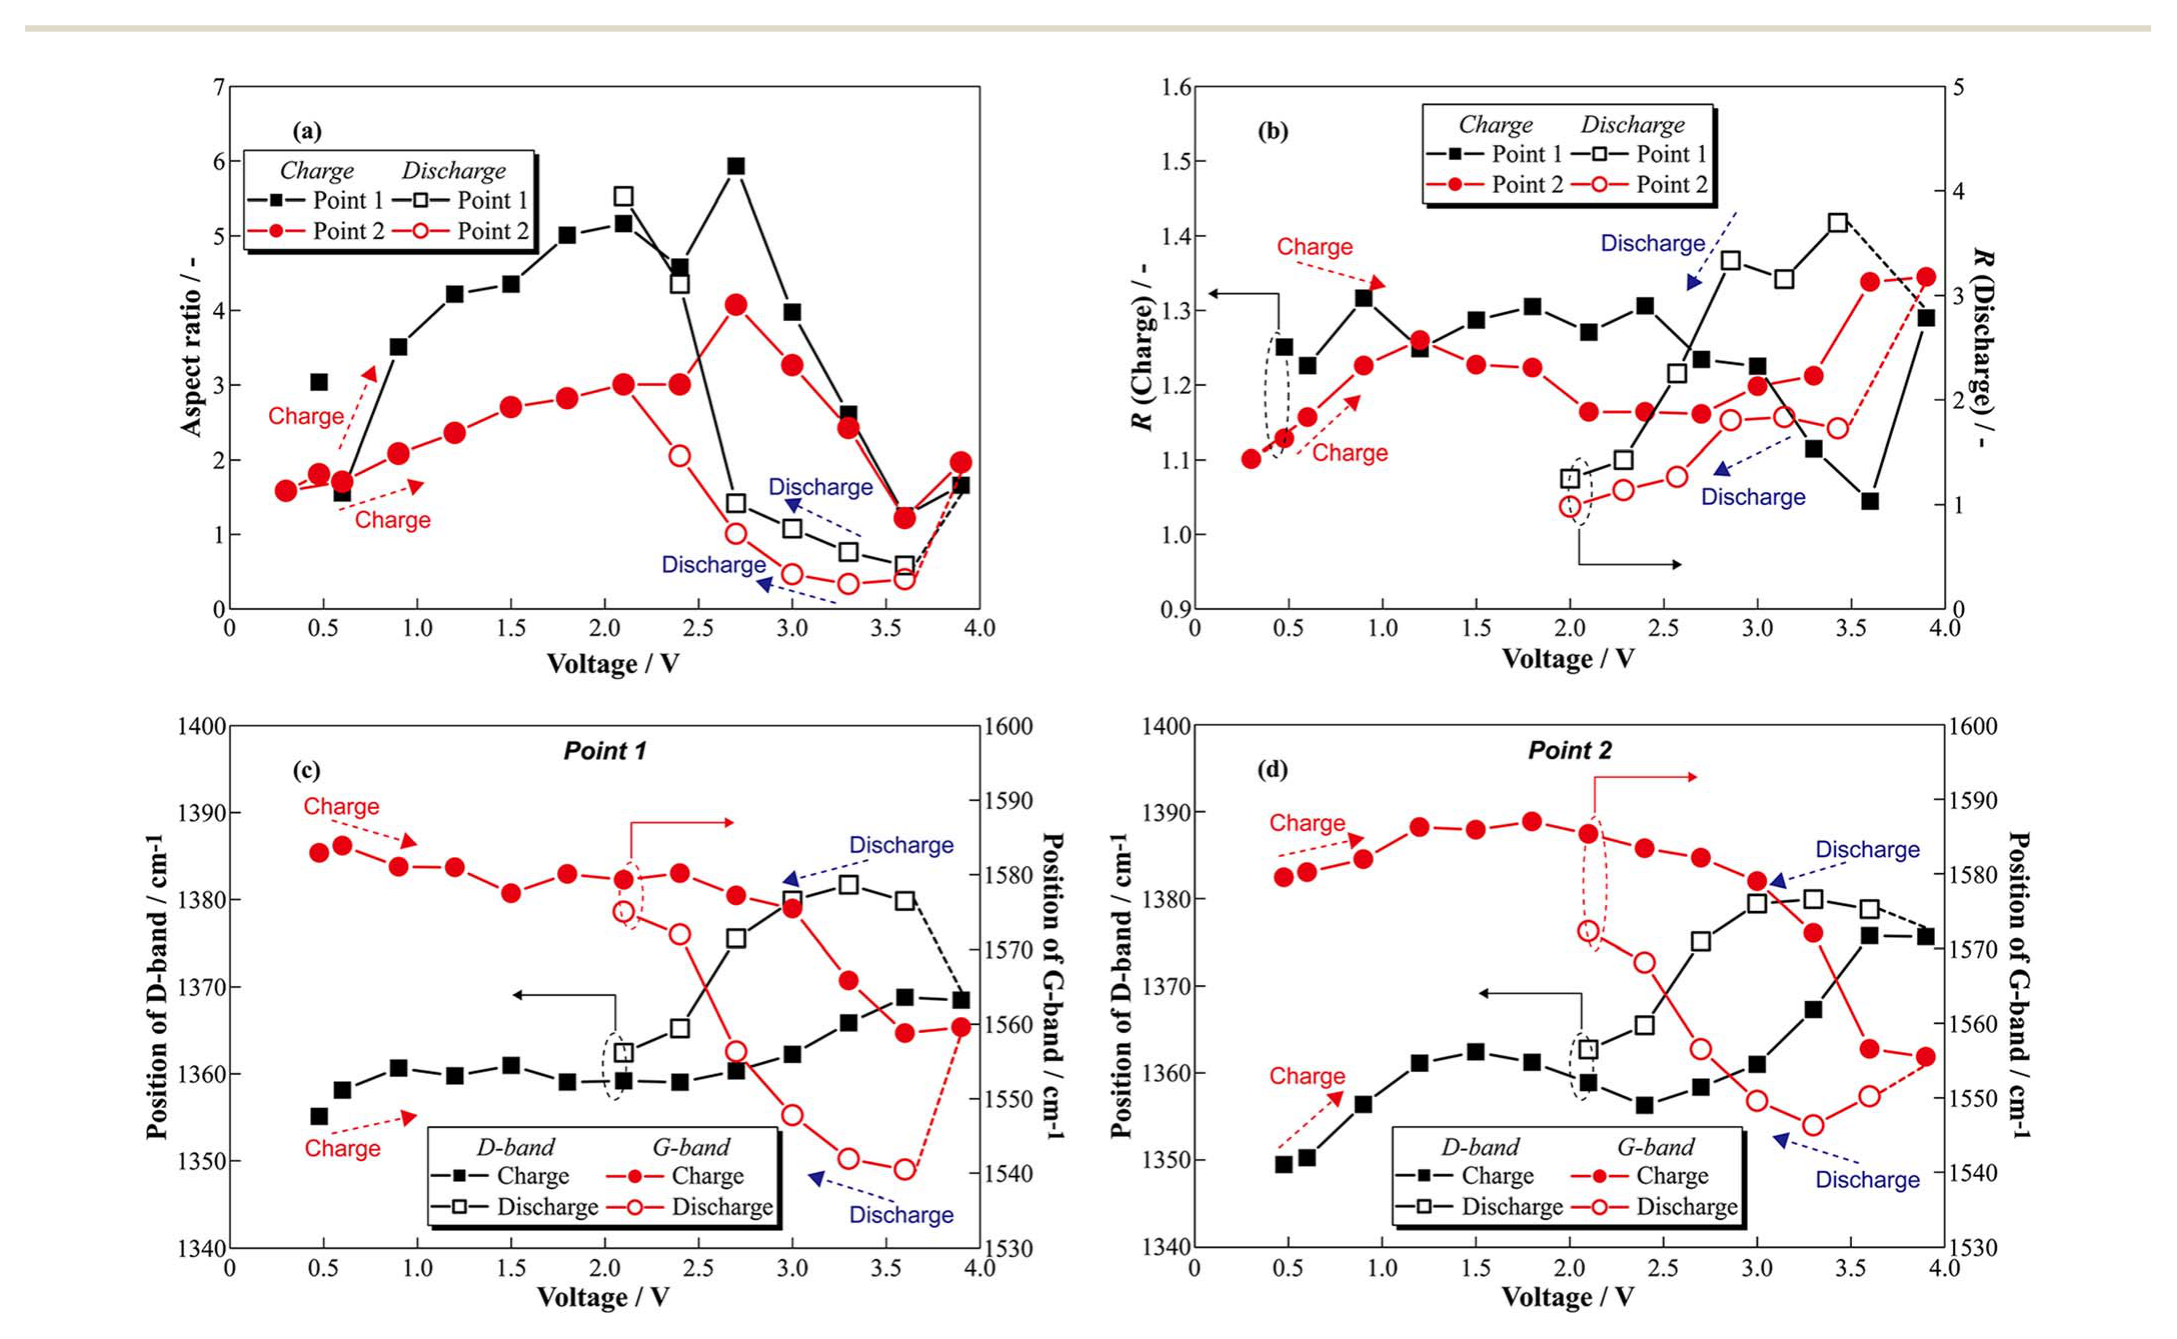 (a)
Charge Discharge
Point 1 Point 1
Point 2 Point 2
Charge
Charge
Discharge
Discharge
7
6
5
4
3
2
1
0
Aspect ratio / -
0 0.5 1.0 1.5 2.0 2.5 3.0 3.5 4.0
Voltage / V
(b)
Charge Discharge
Point 1 Point 1
Point 2 Point 2
Charge
Charge
Discharge
Discharge
1.6
1.5
1.4
1.3
1.2
1.1
1.0
0.9
R (Charge) / -
5
4
3
2
1
0
R (Discharge) / -
0 0.5 1.0 1.5 2.0 2.5 3.0 3.5 4.0
Voltage / V
(c)
Point 1
Charge
Charge
Discharge
Discharge
D-band G-band
Charge Charge
Discharge Discharge
1400
1390
1380
1370
1360
1350
1340
Position of D-band / cm-1
1600
1590
1580
1570
1560
1550
1540
1530
Position of G-band / cm-1
0 0.5 1.0 1.5 2.0 2.5 3.0 3.5 4.0
Voltage / V
(d)
Point 2
Charge
Charge
Discharge
Discharge
D-band G-band
Charge Charge
Discharge Discharge
1400
1390
1380
1370
1360
1350
1340
Position of D-band / cm-1
1600
1590
1580
1570
1560
1550
1540
1530
Position of G-band / cm-1
0 0.5 1.0 1.5 2.0 2.5 3.0 3.5 4.0
Voltage / V